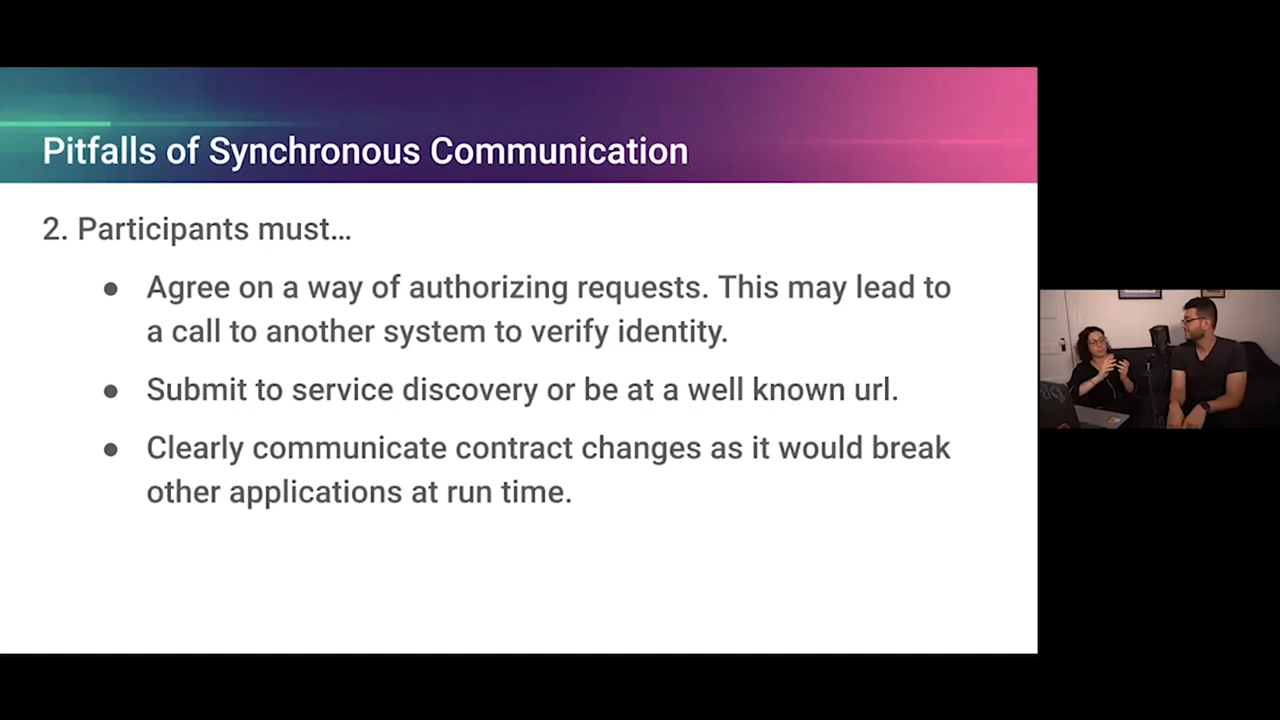 Pitfalls of Synchronous Communication
2. Participants must...
● Agree on a way of authorizing requests. This may lead to
a call to another system to verify identity.
● Submit to service discovery or be at a well known url.
● Clearly communicate contract changes as it would break
other applications at run time.